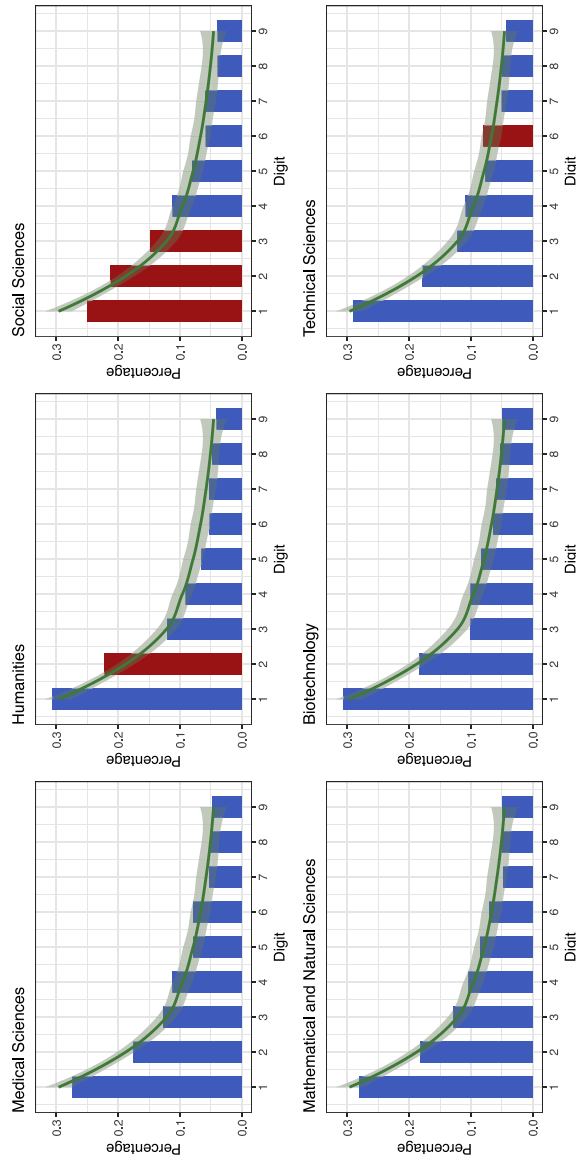 Medical Sciences
Percentage
0.3
0.2
0.1
0.0
1 2 3 4 5 6 7 8 9
Digit
Humanities
Percentage
0.3
0.2
0.1
0.0
1 2 3 4 5 6 7 8 9
Digit
Social Sciences
Percentage
0.3
0.2
0.1
0.0
1 2 3 4 5 6 7 8 9
Digit
Mathematical and Natural Sciences
Percentage
0.3
0.2
0.1
0.0
1 2 3 4 5 6 7 8 9
Digit
Biotechnology
Percentage
0.3
0.2
0.1
0.0
1 2 3 4 5 6 7 8 9
Digit
Technical Sciences
Percentage
0.3
0.2
0.1
0.0
1 2 3 4 5 6 7 8 9
Digit